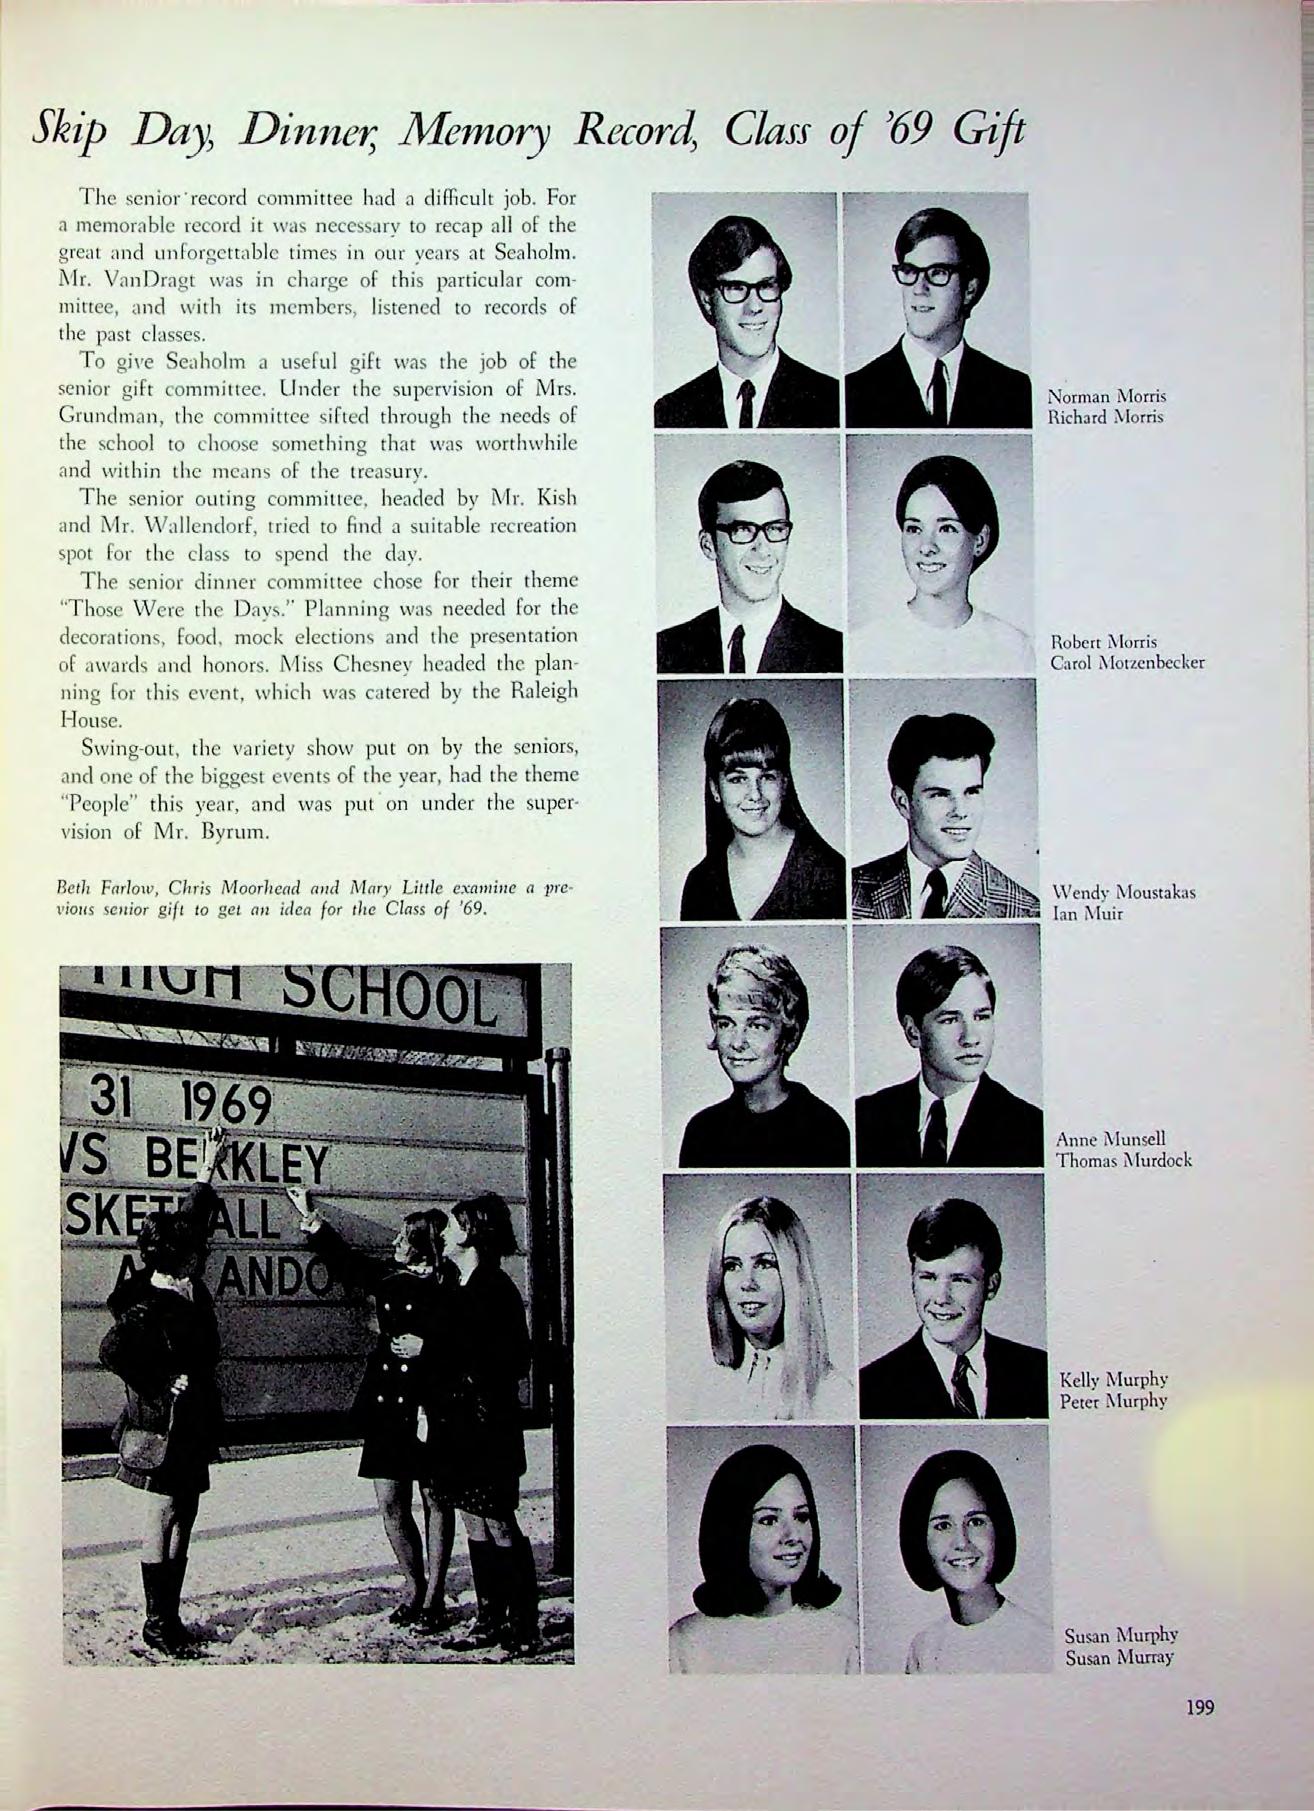 Skip Day, Dinner, Memory Record, Class of '69 Gift
The senior record committee had a difficult job. For
a memorable record it was necessary to recap all of the
great and unforgettable times in our years at Seaholm.
Mr. VanDragt was in charge of this particular com-
mittee, and with its members, listened to records of
the past classes.
To give Seaholm a useful gift was the job of the
senior gift committee. Under the supervision of Mrs.
Grundman, the committee sifted through the needs of
the school to choose something that was worthwhile
and within the means of the treasury.
The senior outing committee, headed by Mr. Kish
and Mr. Wallendorf, tried to find a suitable recreation
spot for the class to spend the day.
The senior dinner committee chose for their theme
"Those Were the Days." Planning was needed for the
decorations, food, mock elections and the presentation
of awards and honors. Miss Chesney headed the plan-
ning for this event, which was catered by the Raleigh
House.
Swing-out, the variety show put on by the seniors,
and one of the biggest events of the year, had the theme
"People" this year, and was put on under the super-
vision of Mr. Byrum.
Beth Farlow, Chris Moorhead and Mary Little examine a pre-
vious senior gift to get an idea for the Class of '69.
HIGH SCHOOL
31 1969
VS BERKLEY
SKETBALL
ANDO
Norman Morris
Richard Morris
Robert Morris
Carol Motzenbecker
Wendy Moustakas
Ian Muir
Anne Munsell
Thomas Murdock
Kelly Murphy
Peter Murphy
Susan Murphy
Susan Murray
199